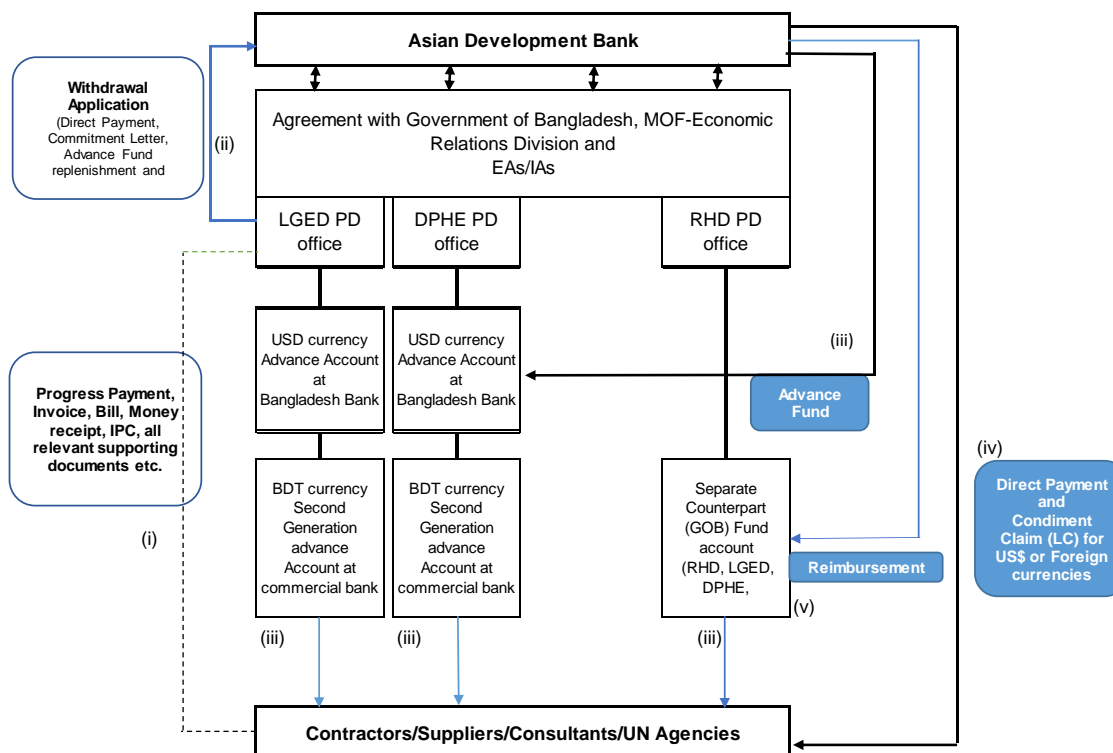 Asian Development Bank
Withdrawal
Application
(Direct Payment,
Commitment Letter,
Advance Fund
replenishment and
(ii)
Agreement with Government of Bangladesh, MOF-Economic
Relations Division and
EAs/IAs
LGED PD
office
DPHE PD
office
RHD PD
office
USD currency
Advance Account
at
Bangladesh Bank
USD currency
Advance Account
at
Bangladesh Bank
(iii)
Advance
Fund
Progress Payment,
Invoice, Bill, Money
receipt, IPC, all
relevant supporting
documents etc.
(i)
BDT currency
Second
Generation
advance
Account at
commercial bank
BDT currency
Second
Generation
advance
Account at
commercial bank
Separate
Counterpart
(GOB) Fund
account
(RHD, LGED,
DPHE,
Reimbursement
(v)
(iv)
Direct Payment
and
Condiment
Claim (LC) for
US$ or Foreign
currencies
(iii)
(iii)
(iii)
Contractors/Suppliers/Consultants/UN Agencies